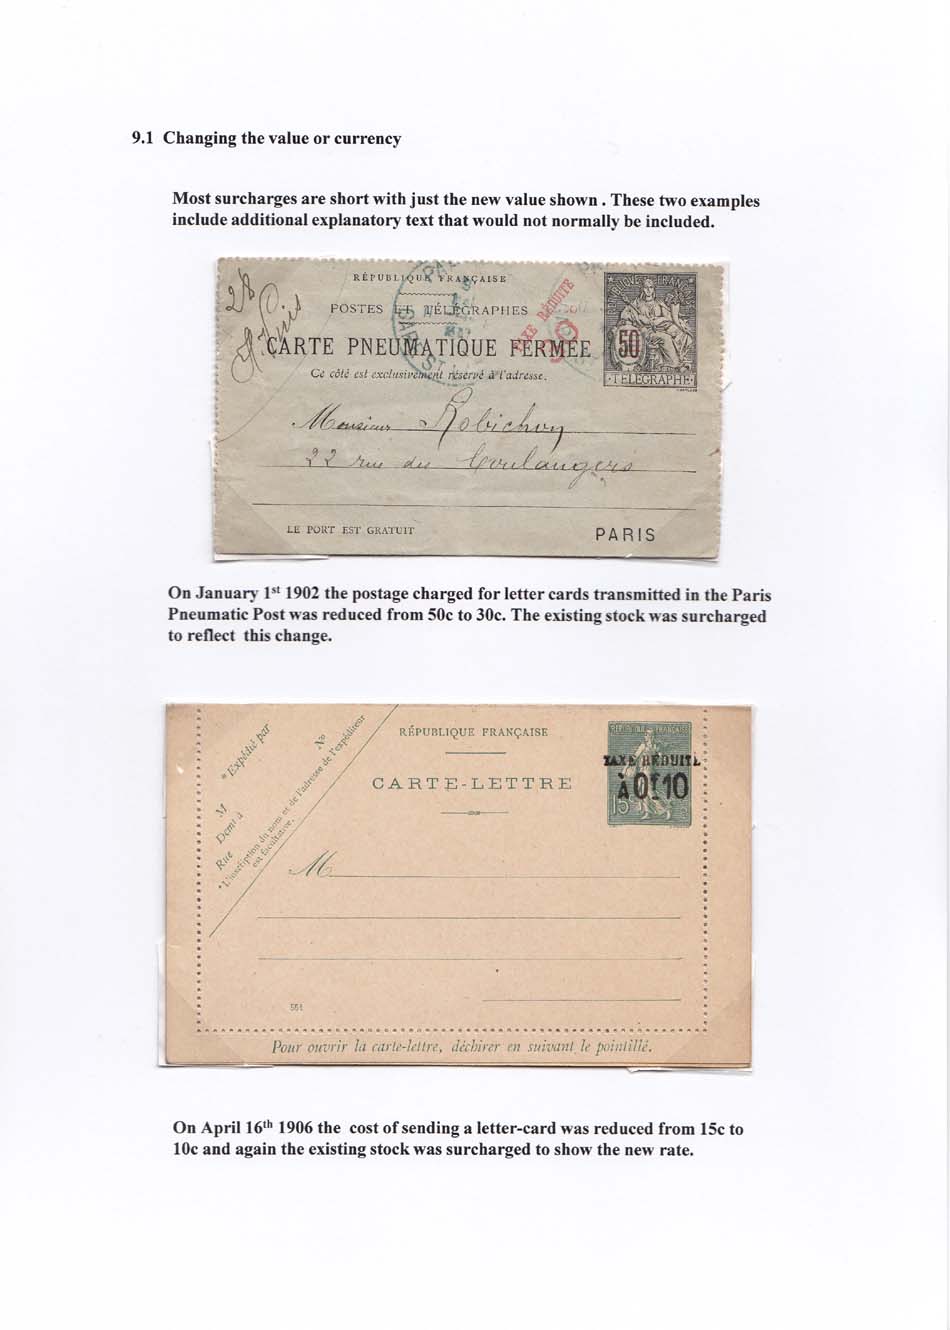 9.1 Changing the value or currency
Most surcharges are short with just the new value shown . These two examples
include additional explanatory text that would not normally be included.
28
Paris
RÉPUBLIQUE FRANÇAISE
POSTES ET TÉLÉGRAPHES
CARTE PNEUMATIQUE FERMÉE
Ce côté est exclusivement réservé à l'adresse.
TAXE RÉDUITE
30
RÉPUBLIQUE FRANÇAISE
50
TÉLÉGRAPHE
PA
GARE ST
Monsieur Robichon
22 rue des Boulangers
LE PORT EST GRATUIT
PARIS
On January 1st 1902 the postage charged for letter cards transmitted in the Paris
Pneumatic Post was reduced from 50c to 30c. The existing stock was surcharged
to reflect this change.
* Expédié par
M
Demt à
Rue
No
* L'inscription du nom et de l'adresse de l'expéditeur
est facultative.
RÉPUBLIQUE FRANÇAISE
CARTE-LETTRE
RÉPUBLIQUE FRANÇAISE
TAXE RÉDUITE
à 0f10
15c
M
551
Pour ouvrir la carte-lettre, déchirer en suivant le pointillé.
On April 16th 1906 the cost of sending a letter-card was reduced from 15c to
10c and again the existing stock was surcharged to show the new rate.